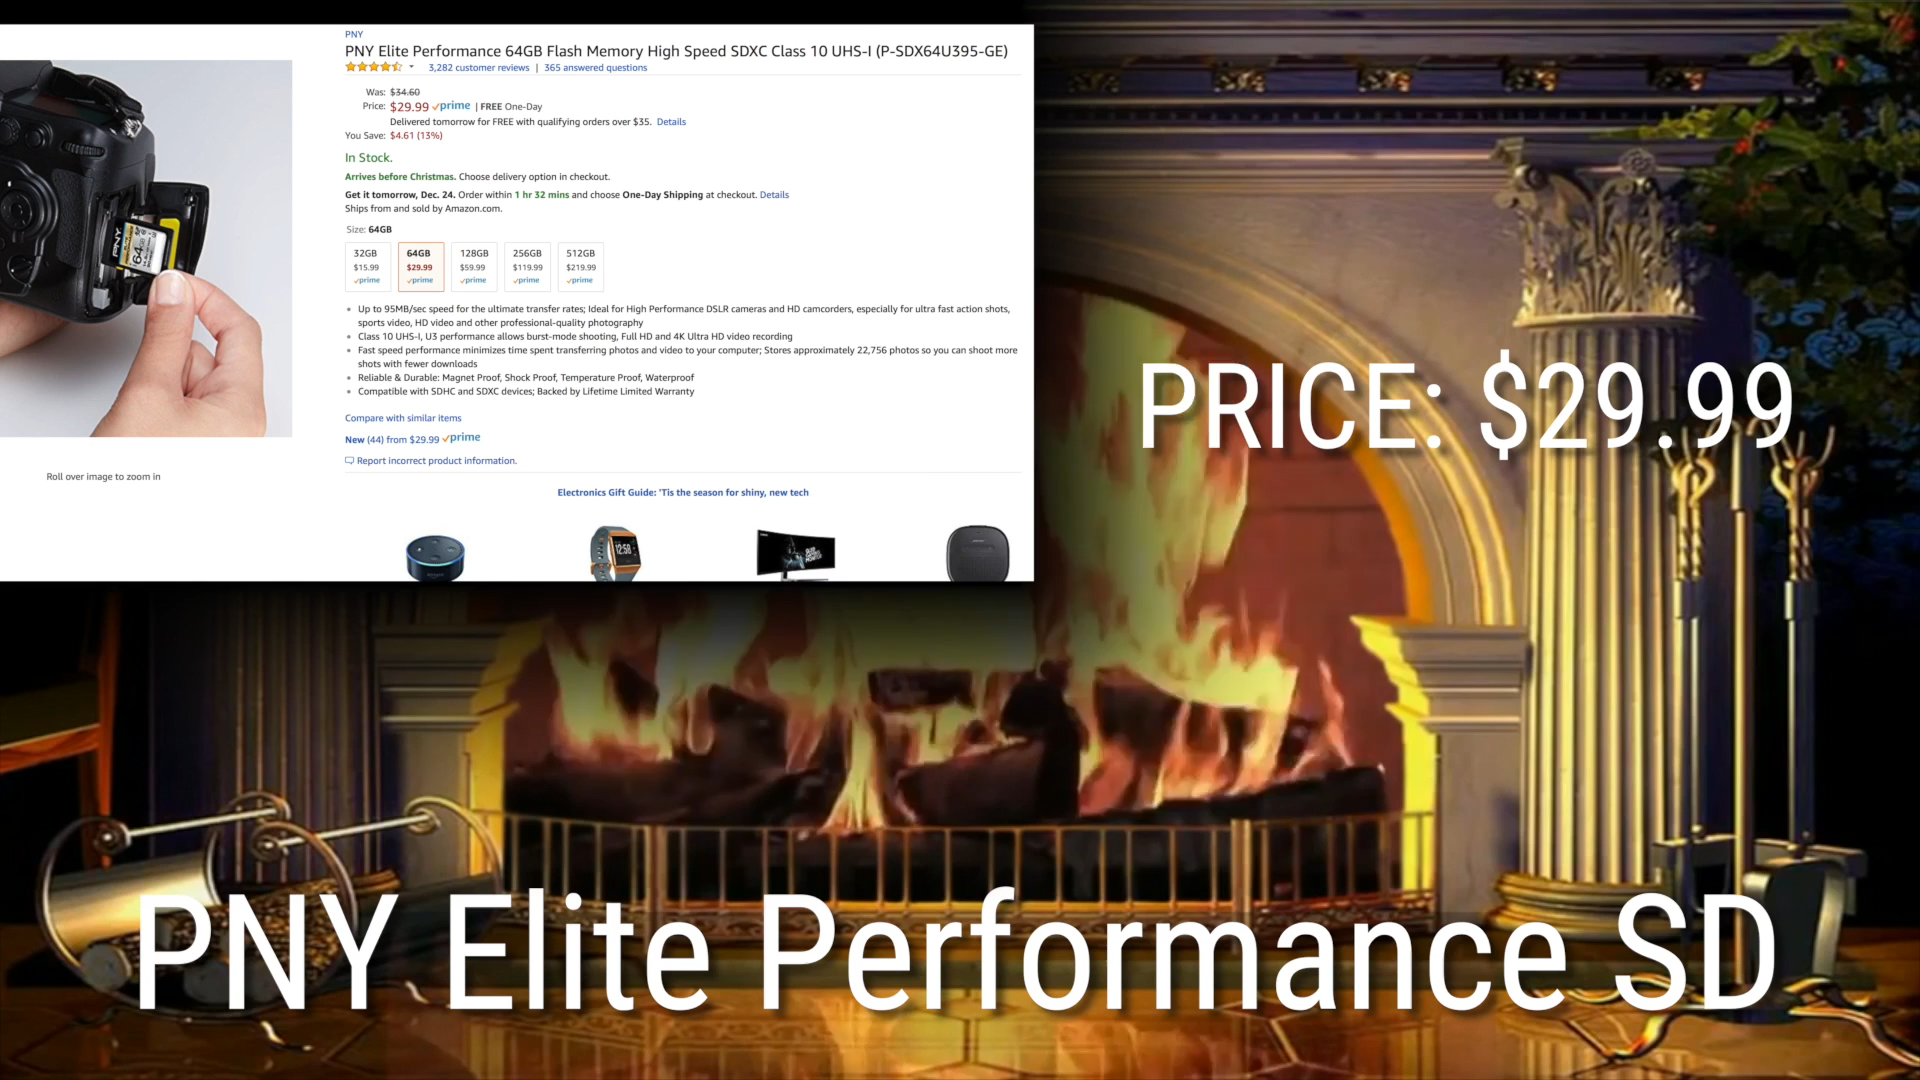 PNY
PNY Elite Performance 64GB Flash Memory High Speed SDXC Class 10 UHS-I (P-SDX64U395-GE)
3,282 customer reviews | 365 answered questions
Was: $34.60
Price: $29.99 prime | FREE One-Day
Delivered tomorrow for FREE with qualifying orders over $35. Details
You Save: $4.61 (13%)
In Stock.
Arrives before Christmas. Choose delivery option in checkout.
Get it tomorrow, Dec. 24. Order within 1 hr 32 mins and choose One-Day Shipping at checkout. Details
Ships from and sold by Amazon.com.
Size: 64GB
32GB 64GB 128GB 256GB 512GB
$15.99 $29.99 $59.99 $119.99 $219.99
prime prime prime prime prime
PNY
64
• Up to 95MB/sec speed for the ultimate transfer rates; Ideal for High Performance DSLR cameras and HD camcorders, especially for ultra fast action shots,
sports video, HD video and other professional-quality photography
• Class 10 UHS-I, U3 performance allows burst-mode shooting, Full HD and 4K Ultra HD video recording
• Fast speed performance minimizes time spent transferring photos and video to your computer; Stores approximately 22,756 photos so you can shoot more
shots with fewer downloads
• Reliable & Durable: Magnet Proof, Shock Proof, Temperature Proof, Waterproof
• Compatible with SDHC and SDXC devices; Backed by Lifetime Limited Warranty
Compare with similar items
New (44) from $29.99 prime
Report incorrect product information.
Roll over image to zoom in
Electronics Gift Guide: 'Tis the season for shiny, new tech
12:58
PRICE: $29.99
PNY Elite Performance SD